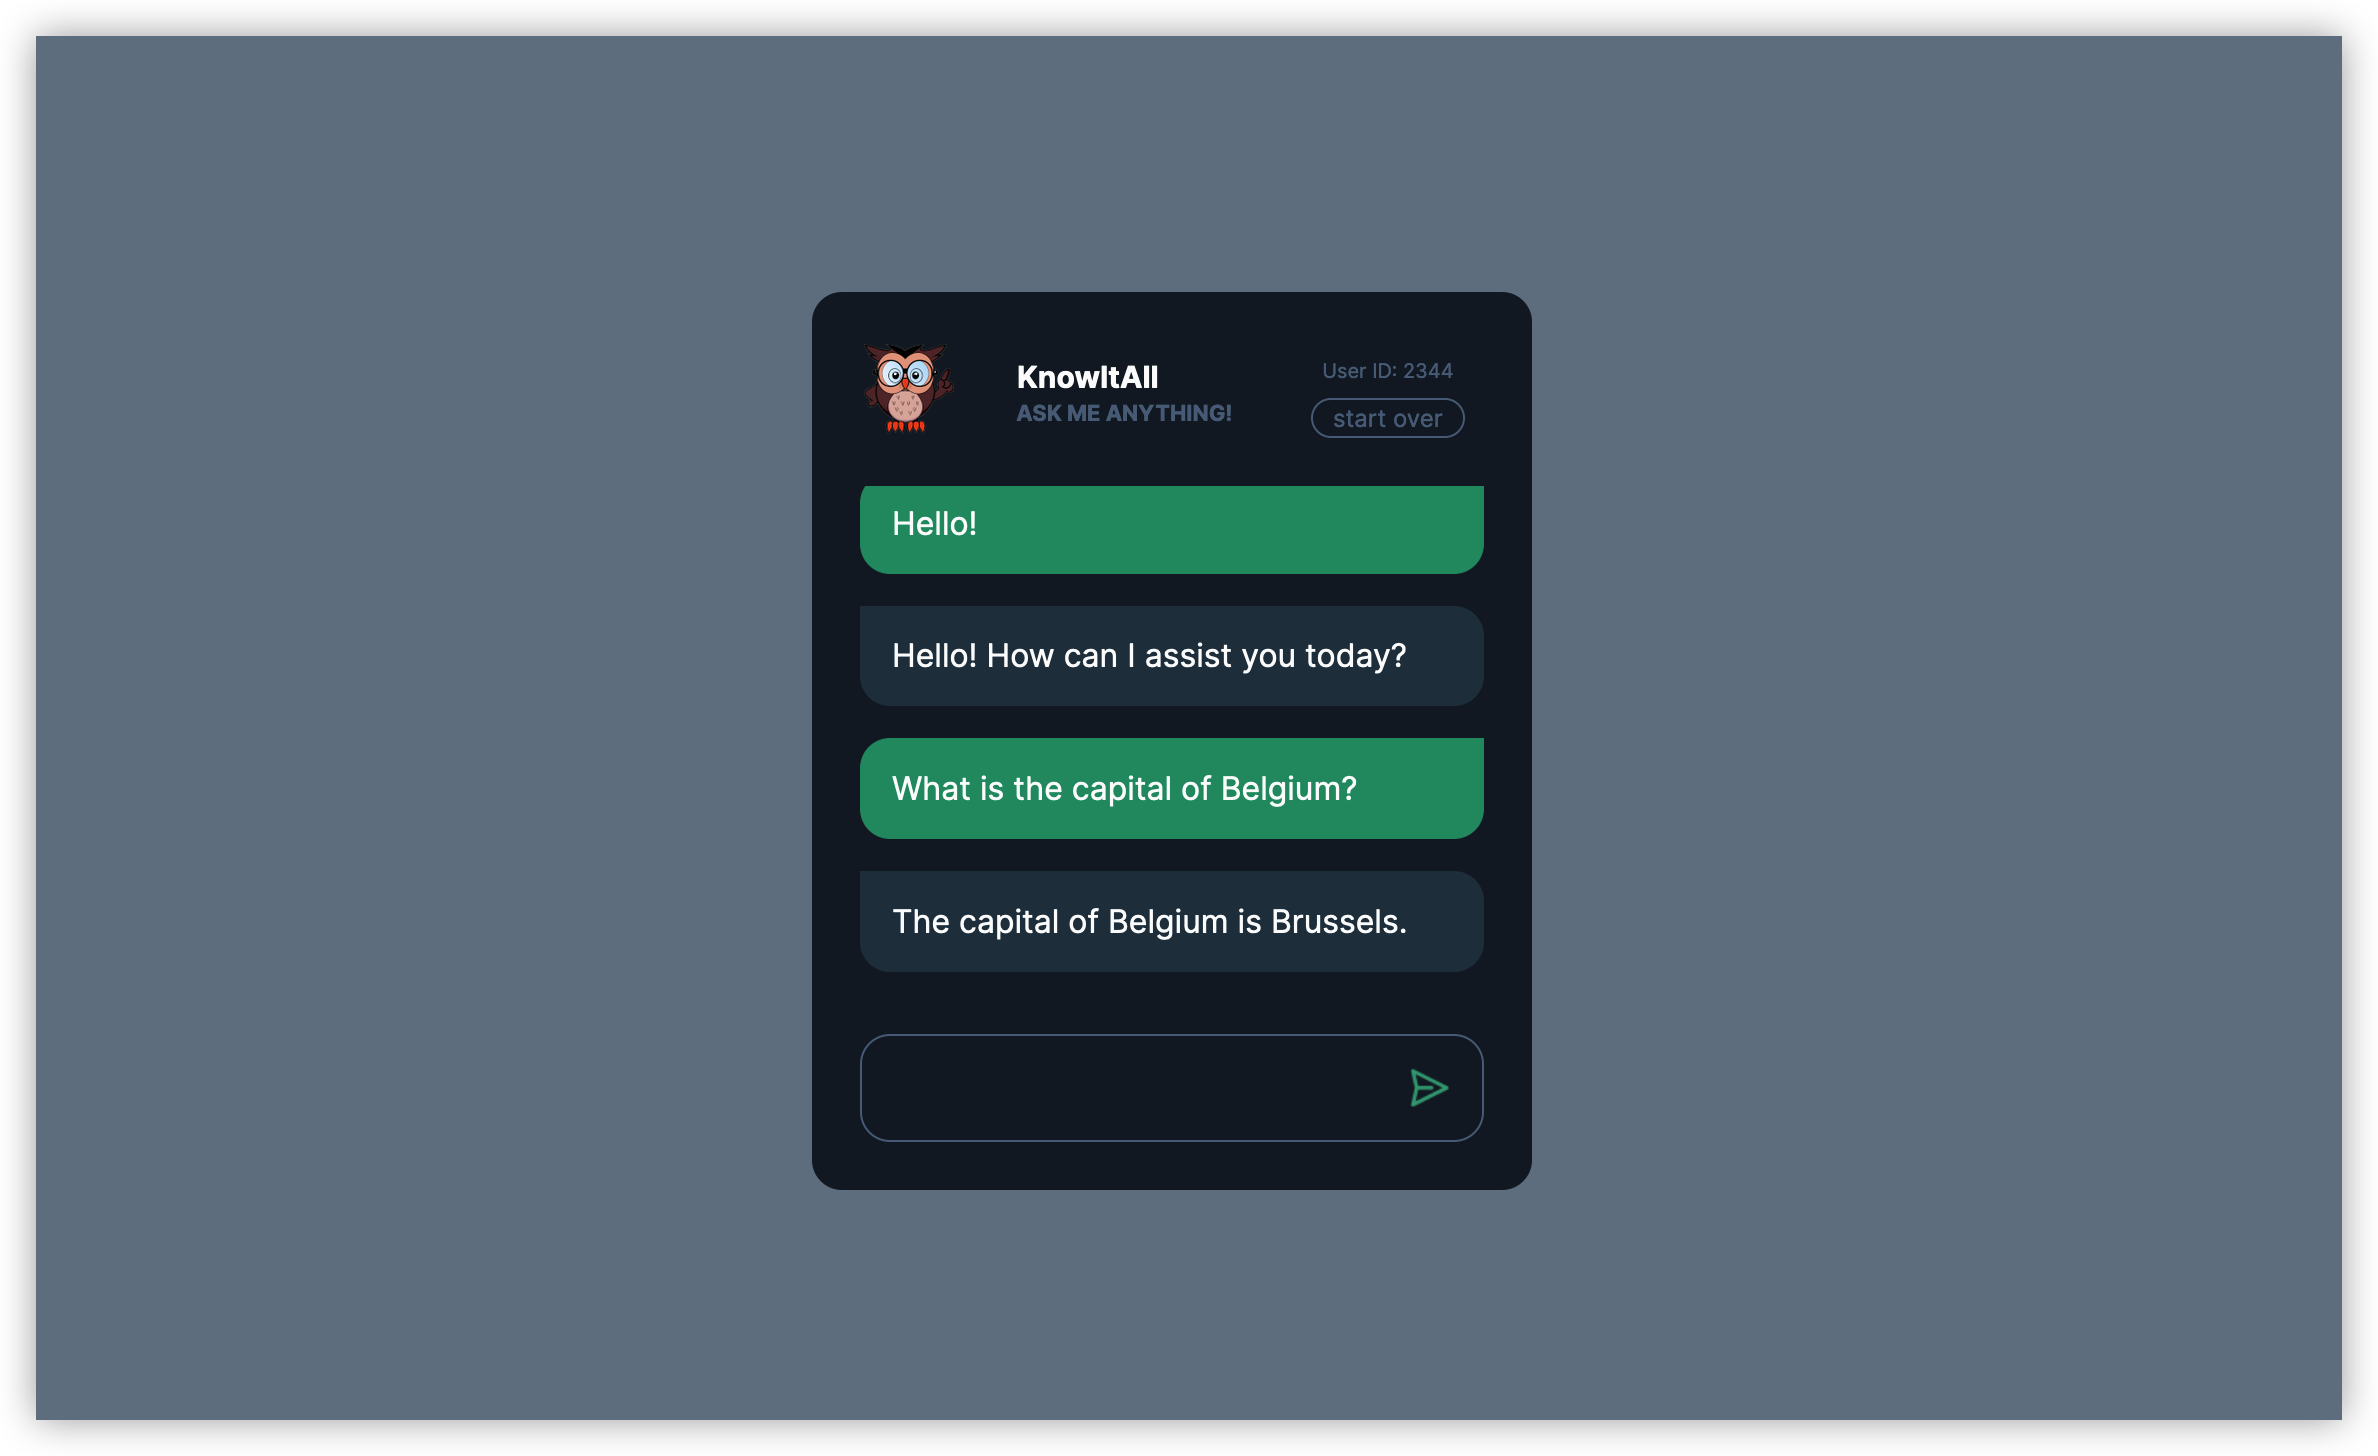 KnowItAll
ASK ME ANYTHING!
User ID: 2344
start over
Hello!
Hello! How can I assist you today?
What is the capital of Belgium?
The capital of Belgium is Brussels.